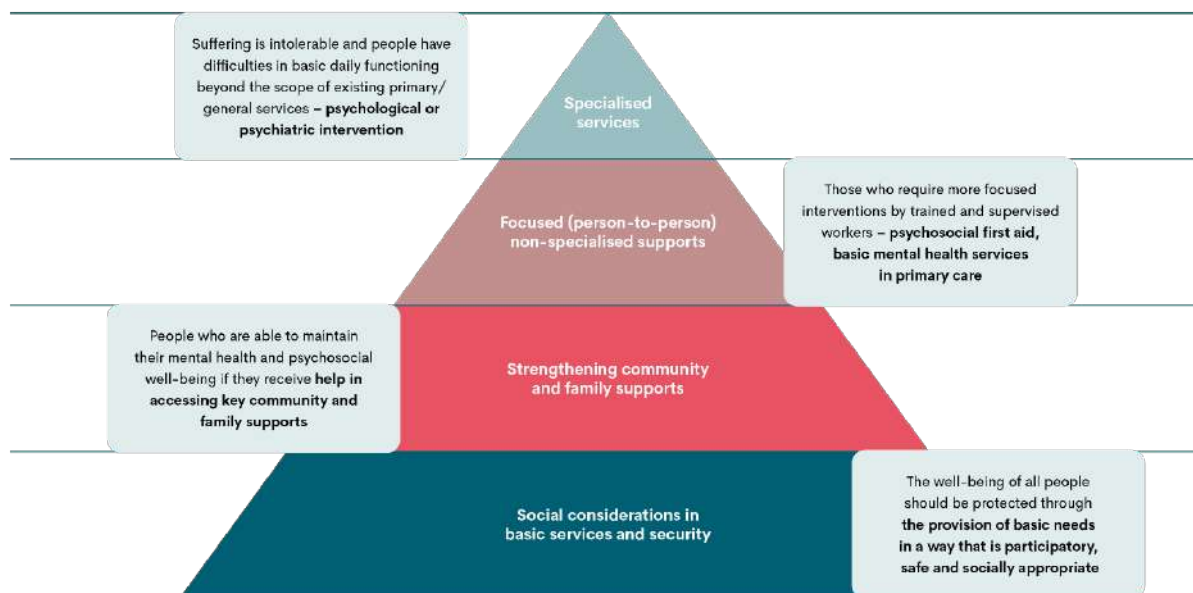 Suffering is intolerable and people have
difficulties in basic daily functioning
beyond the scope of existing primary/
general services – psychological or
psychiatric intervention
Specialised
services
Focused (person-to-person)
non-specialised supports
Those who require more focused
interventions by trained and supervised
workers – psychosocial first aid,
basic mental health services
in primary care
People who are able to maintain
their mental health and psychosocial
well-being if they receive help in
accessing key community and
family supports
Strengthening community
and family supports
Social considerations in
basic services and security
The well-being of all people
should be protected through
the provision of basic needs
in a way that is participatory,
safe and socially appropriate